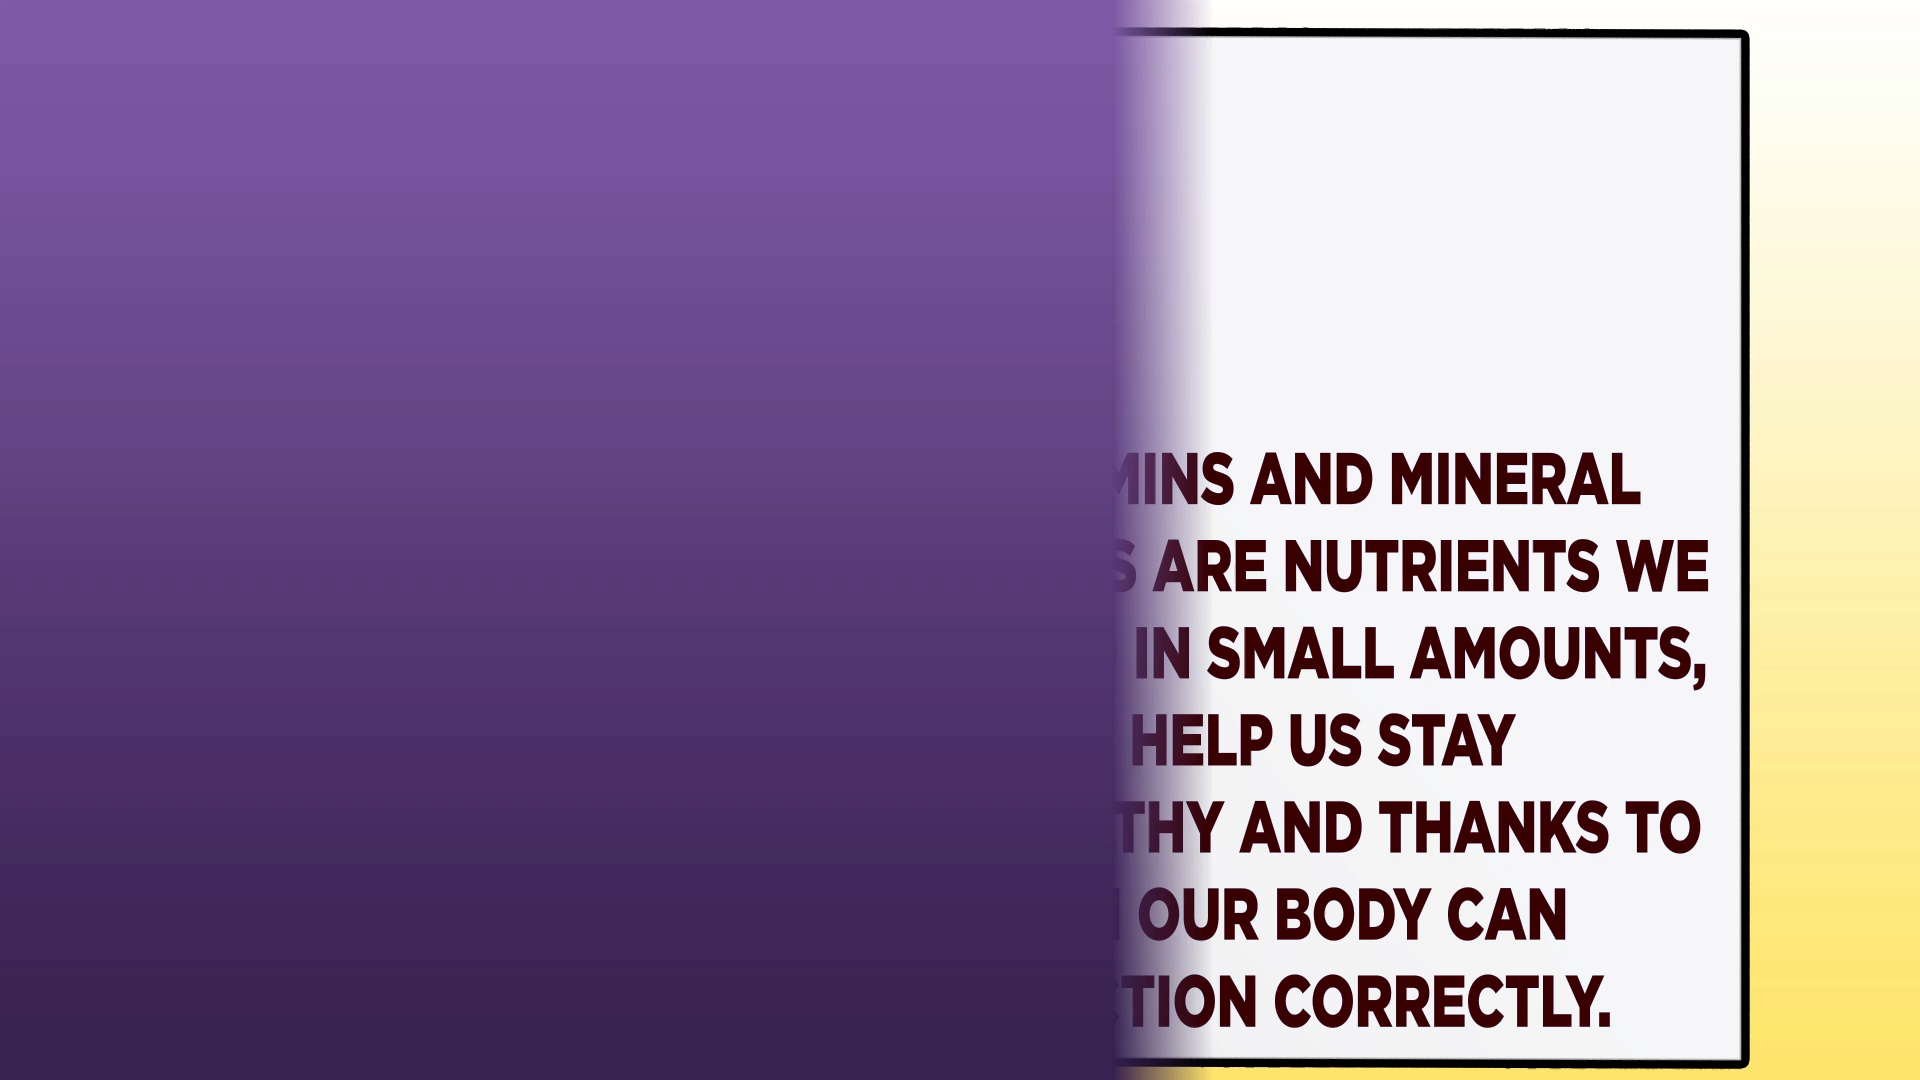 MINS AND MINERAL
S ARE NUTRIENTS WE
IN SMALL AMOUNTS,
HELP US STAY
THY AND THANKS TO
OUR BODY CAN
CTION CORRECTLY.